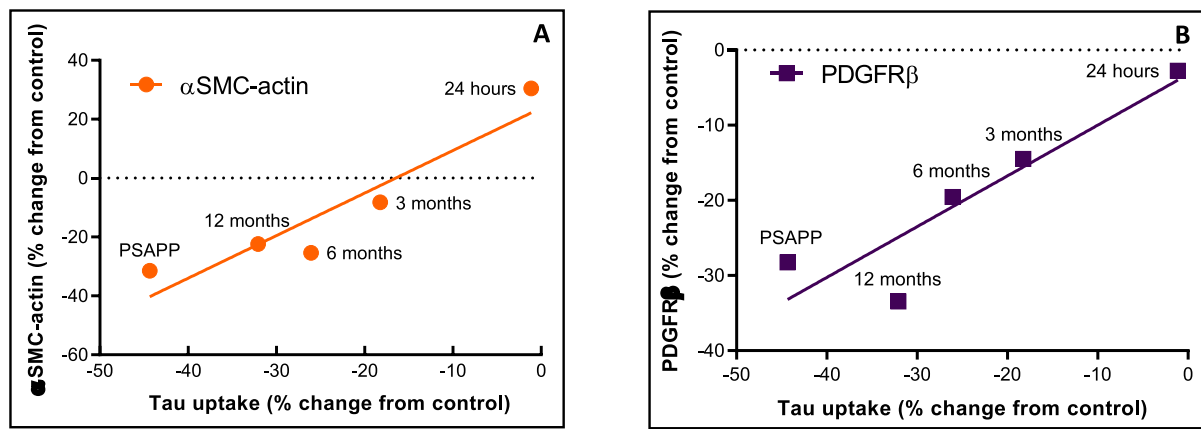 A
αSMC-actin
24 hours
3 months
12 months
6 months
PSAPP
40
20
0
-20
-40
-60
-50
-40
-30
-20
-10
0
αSMC-actin (% change from control)
Tau uptake (% change from control)
B
PDGFRβ
24 hours
3 months
6 months
PSAPP
12 months
0
-10
-20
-30
-40
-50
-40
-30
-20
-10
0
PDGFRβ (% change from control)
Tau uptake (% change from control)